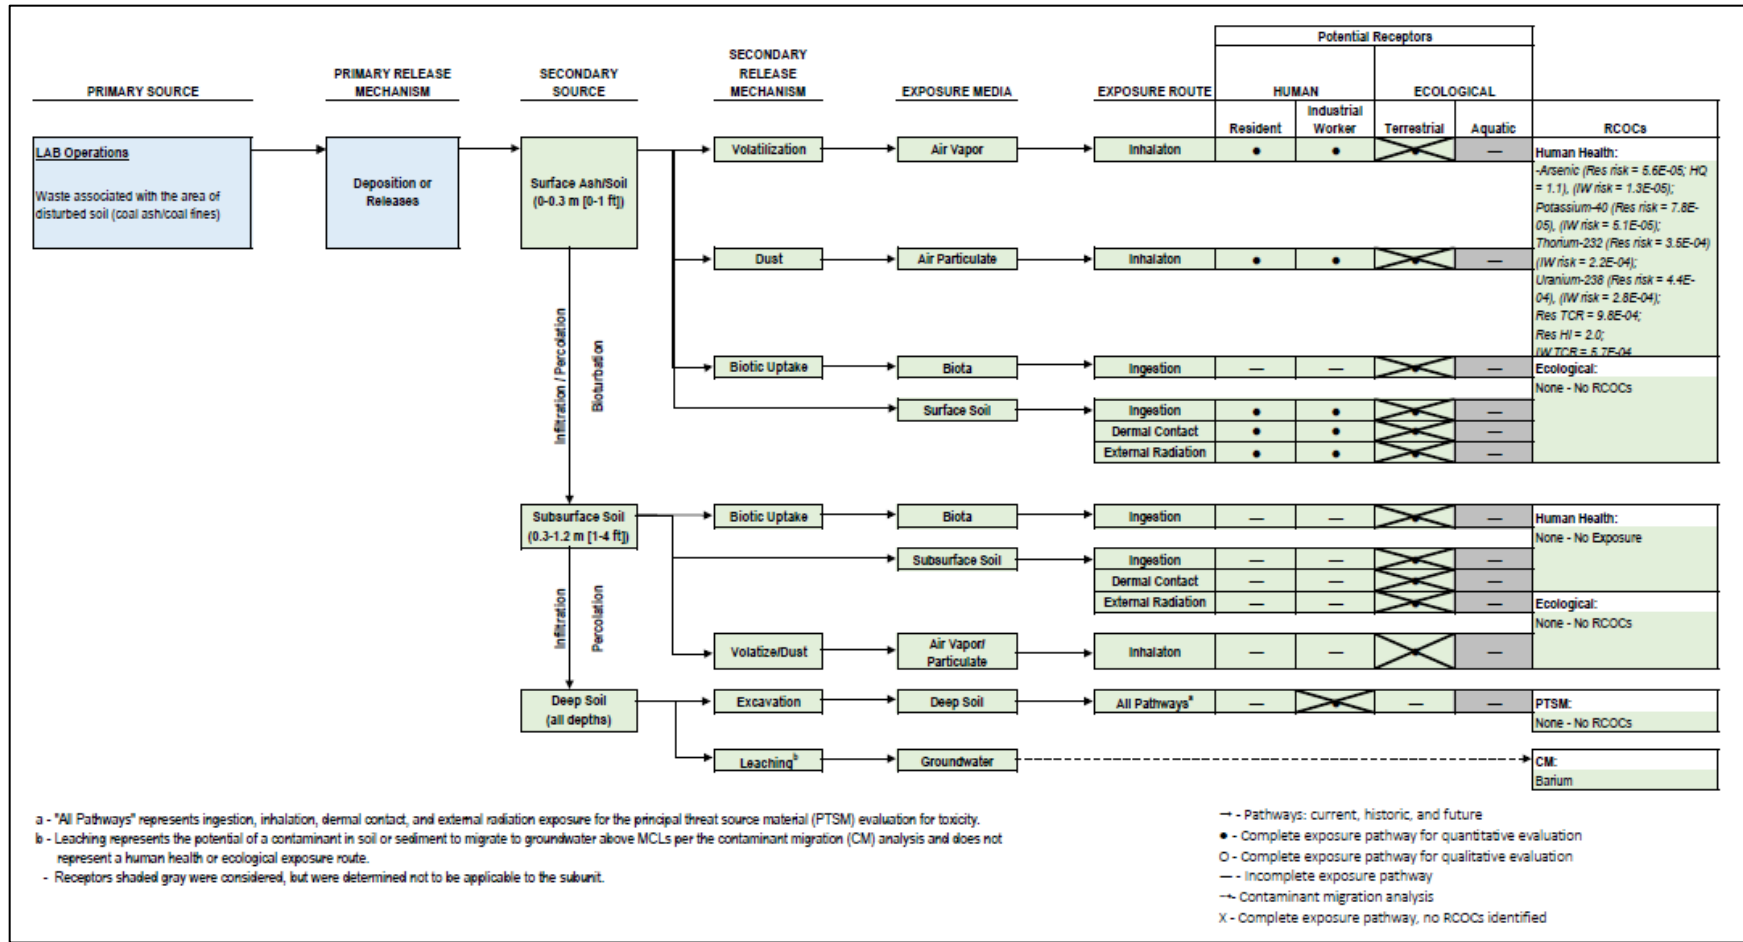 Potential Receptors
PRIMARY SOURCE
PRIMARY RELEASE
MECHANISM
SECONDARY
SOURCE
SECONDARY
RELEASE
MECHANISM
EXPOSURE MEDIA
EXPOSURE ROUTE
HUMAN
ECOLOGICAL
Resident
Industrial
Worker
Terrestrial
Aquatic
RCOCs
LAB Operations
Waste associated with the area of
disturbed soil (coal ash/coal fines)
Deposition or
Releases
Surface Ash/Soil
(0-0.3 m [0-1 ft])
Volatilization
Air Vapor
Inhalaton
● ● ● —
Human Health:
-Arsenic (Res risk = 5.6E-05; HQ
= 1.1), (IW risk = 1.3E-05);
Potassium-40 (Res risk = 7.8E-
05), (IW risk = 5.1E-05);
Thorium-232 (Res risk = 3.5E-04)
(IW risk = 2.2E-04);
Uranium-238 (Res risk = 4.4E-
04), (IW risk = 2.8E-04);
Res TCR = 9.8E-04;
Res HI = 2.0;
IW TCR = 5.7E-04
Dust
Air Particulate
Inhalaton
● ● ● —
Infiltration / Percolation
Bioturbation
Biotic Uptake
Biota
Ingestion
— — ● —
Ecological:
None - No RCOCs
Surface Soil
Ingestion
● ● ● —
Dermal Contact
● ● ● —
External Radiation
● ● ● —
Subsurface Soil
(0.3-1.2 m [1-4 ft])
Biotic Uptake
Biota
Ingestion
— — ● —
Human Health:
None - No Exposure
Subsurface Soil
Ingestion
— — ● —
Dermal Contact
— — ● —
External Radiation
— — ● —
Ecological:
None - No RCOCs
Infiltration
Percolation
Volatize/Dust
Air Vapor/
Particulate
Inhalaton
— — ● —
Deep Soil
(all depths)
Excavation
Deep Soil
All Pathways a
— ● — —
PTSM:
None - No RCOCs
Leaching b
Groundwater
CM:
Barium
a - "All Pathways" represents ingestion, inhalation, dermal contact, and external radiation exposure for the principal threat source material (PTSM) evaluation for toxicity.
b - Leaching represents the potential of a contaminant in soil or sediment to migrate to groundwater above MCLs per the contaminant migration (CM) analysis and does not
represent a human health or ecological exposure route.
- Receptors shaded gray were considered, but were determined not to be applicable to the subunit.
→ - Pathways: current, historic, and future
● - Complete exposure pathway for quantitative evaluation
O - Complete exposure pathway for qualitative evaluation
— - Incomplete exposure pathway
--→ - Contaminant migration analysis
X - Complete exposure pathway, no RCOCs identified